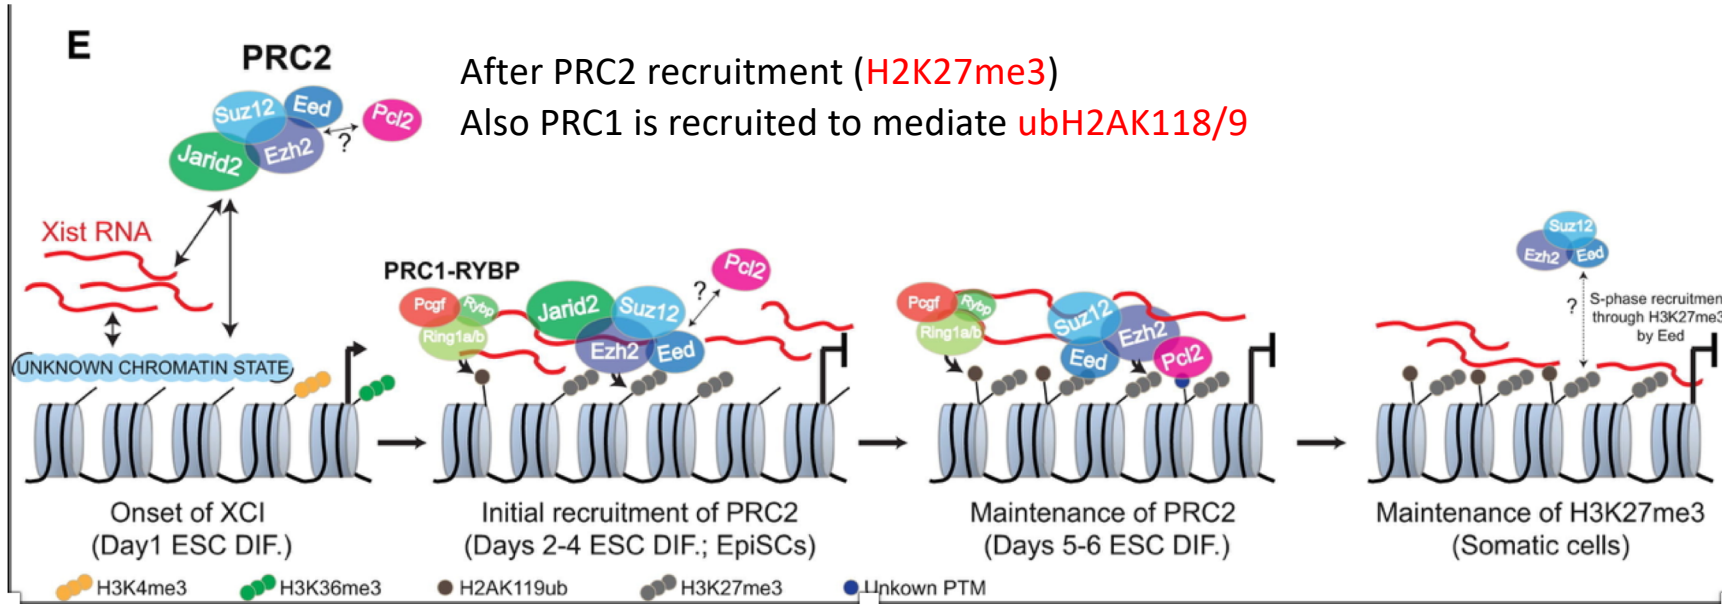 E
PRC2
After PRC2 recruitment (H2K27me3)
Also PRC1 is recruited to mediate ubH2AK118/9
Suz12
Eed
Pcl2
?
Jarid2
Ezh2
Xist RNA
UNKNOWN CHROMATIN STATE
PRC1-RYBP
Pcgf
Rybp
Ring1a/b
Jarid2
Suz12
Ezh2
Eed
?
Pcl2
Pcgf
Rybp
Ring1a/b
Suz12
Ezh2
Eed
Pcl2
Suz12
Ezh2
Eed
?
S-phase recruitmen
through H3K27me3
by Eed
Onset of XCI
(Day1 ESC DIF.)
Initial recruitment of PRC2
(Days 2-4 ESC DIF.; EpiSCs)
Maintenance of PRC2
(Days 5-6 ESC DIF.)
Maintenance of H3K27me3
(Somatic cells)
H3K4me3
H3K36me3
H2AK119ub
H3K27me3
Unkown PTM